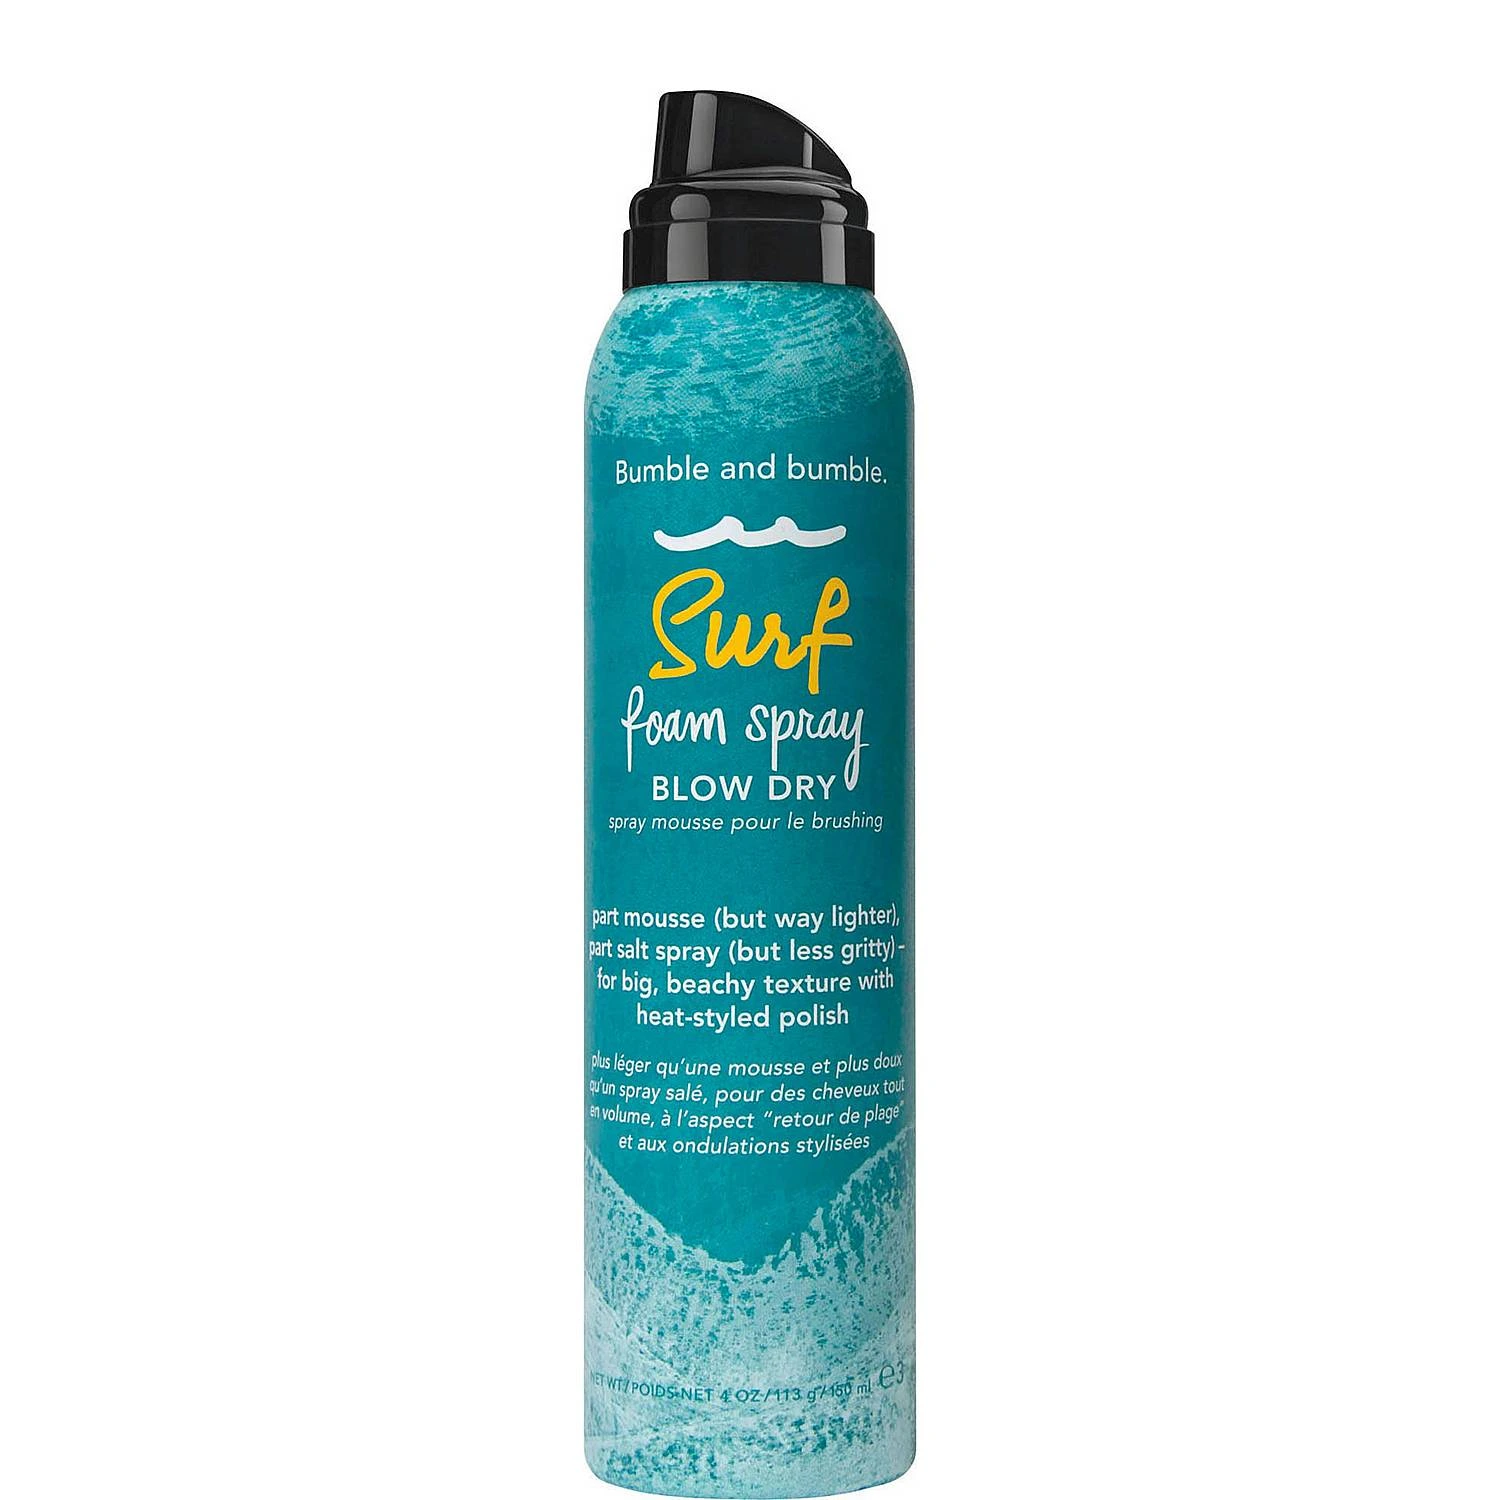 Bumble and bumble.
Surf
foam spray
BLOW DRY
spray mousse pour le brushing
part mousse (but way lighter),
part salt spray (but less gritty) –
for big, beachy texture with
heat-styled polish
plus léger qu'une mousse et plus doux
qu'un spray salé, pour des cheveux tout
en volume, à l'aspect "retour de plage"
et aux ondulations stylisées
NET WT/POIDS NET 4 OZ/113 g/150 ml e 3